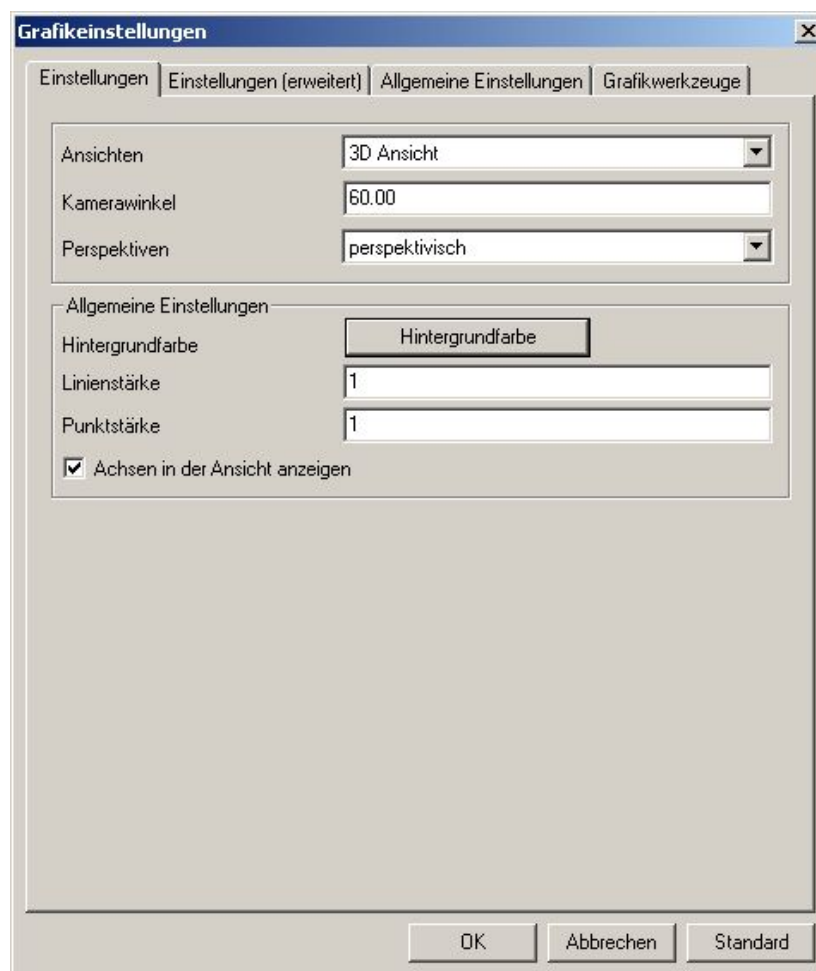 Grafikeinstellungen
Einstellungen Einstellungen (erweitert) Allgemeine Einstellungen Grafikwerkzeuge
Ansichten 3D Ansicht
Kamerawinkel 60.00
Perspektiven perspektivisch
Allgemeine Einstellungen
Hintergrundfarbe Hintergrundfarbe
Linienstärke 1
Punktstärke 1
Achsen in der Ansicht anzeigen
OK Abbrechen Standard